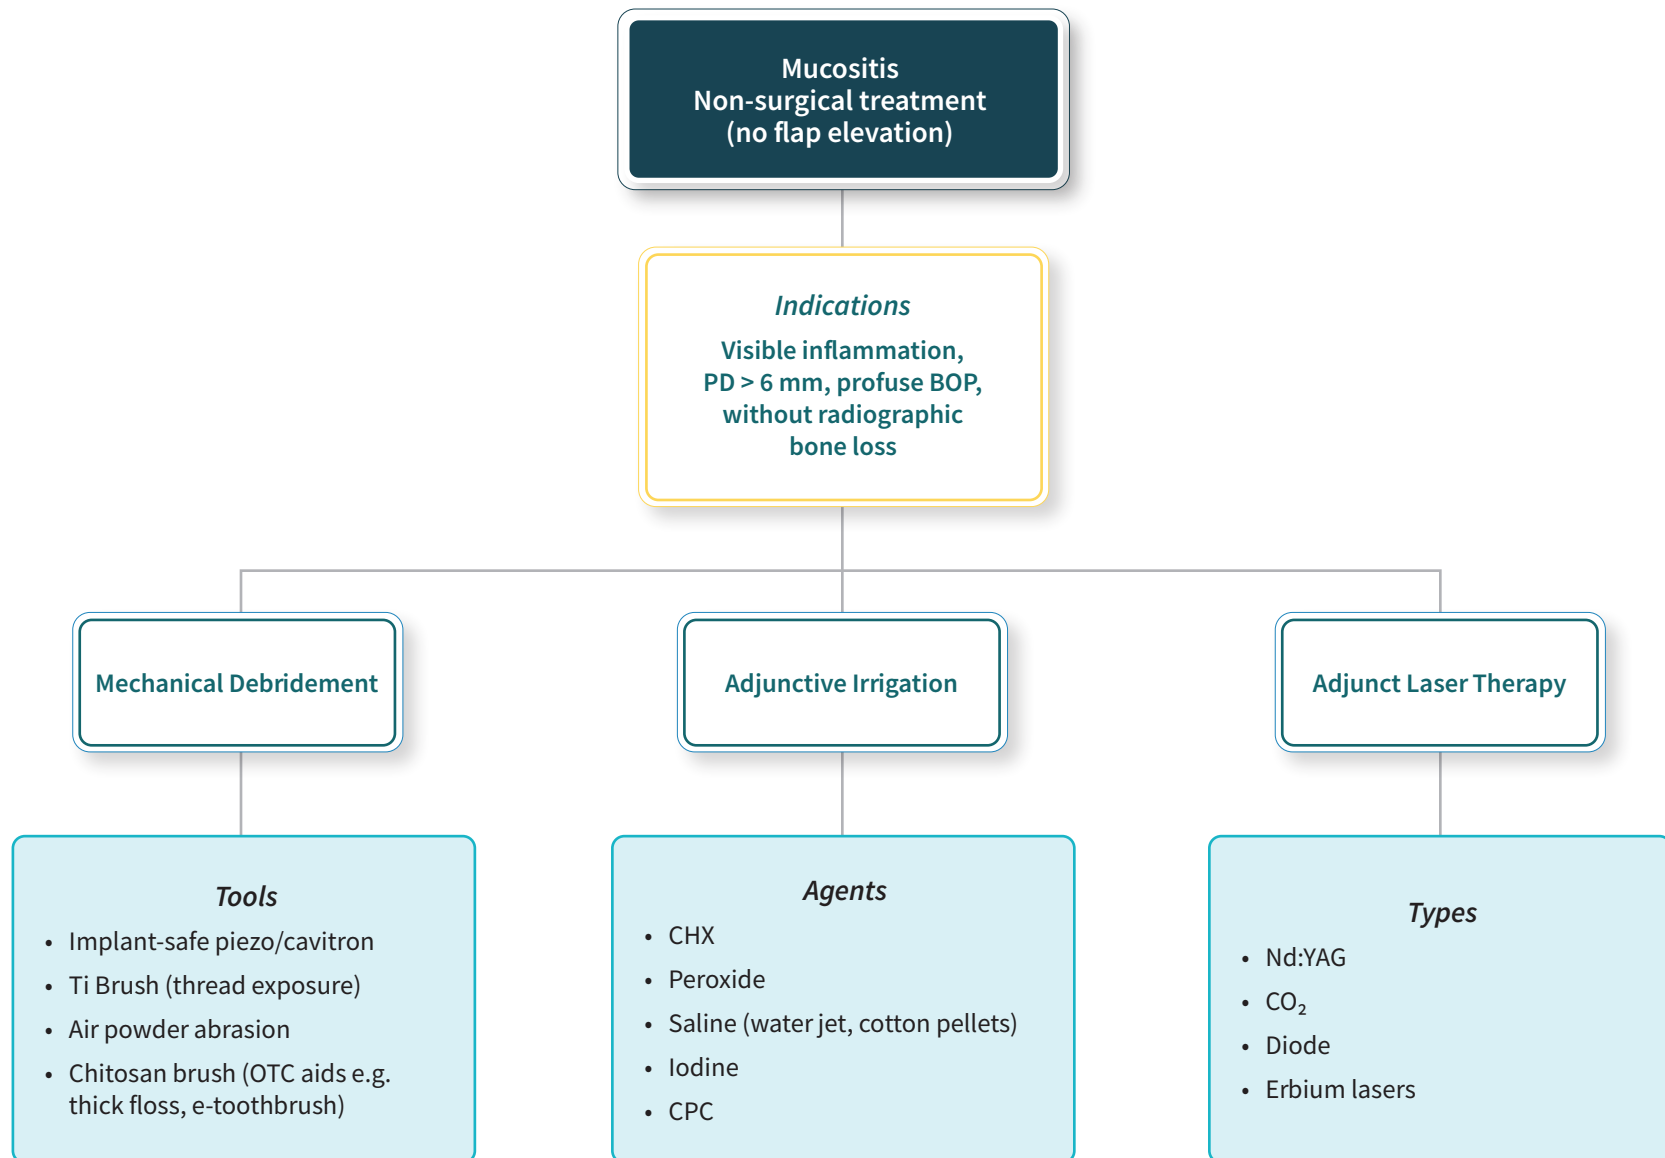 Mucositis
Non-surgical treatment
(no flap elevation)
Indications
Visible inflammation,
PD > 6 mm, profuse BOP,
without radiographic
bone loss
Mechanical Debridement
Adjunctive Irrigation
Adjunct Laser Therapy
Tools
• Implant-safe piezo/cavitron
• Ti Brush (thread exposure)
• Air powder abrasion
• Chitosan brush (OTC aids e.g.
thick floss, e-toothbrush)
Agents
• CHX
• Peroxide
• Saline (water jet, cotton pellets)
• Iodine
• CPC
Types
• Nd:YAG
• CO₂
• Diode
• Erbium lasers